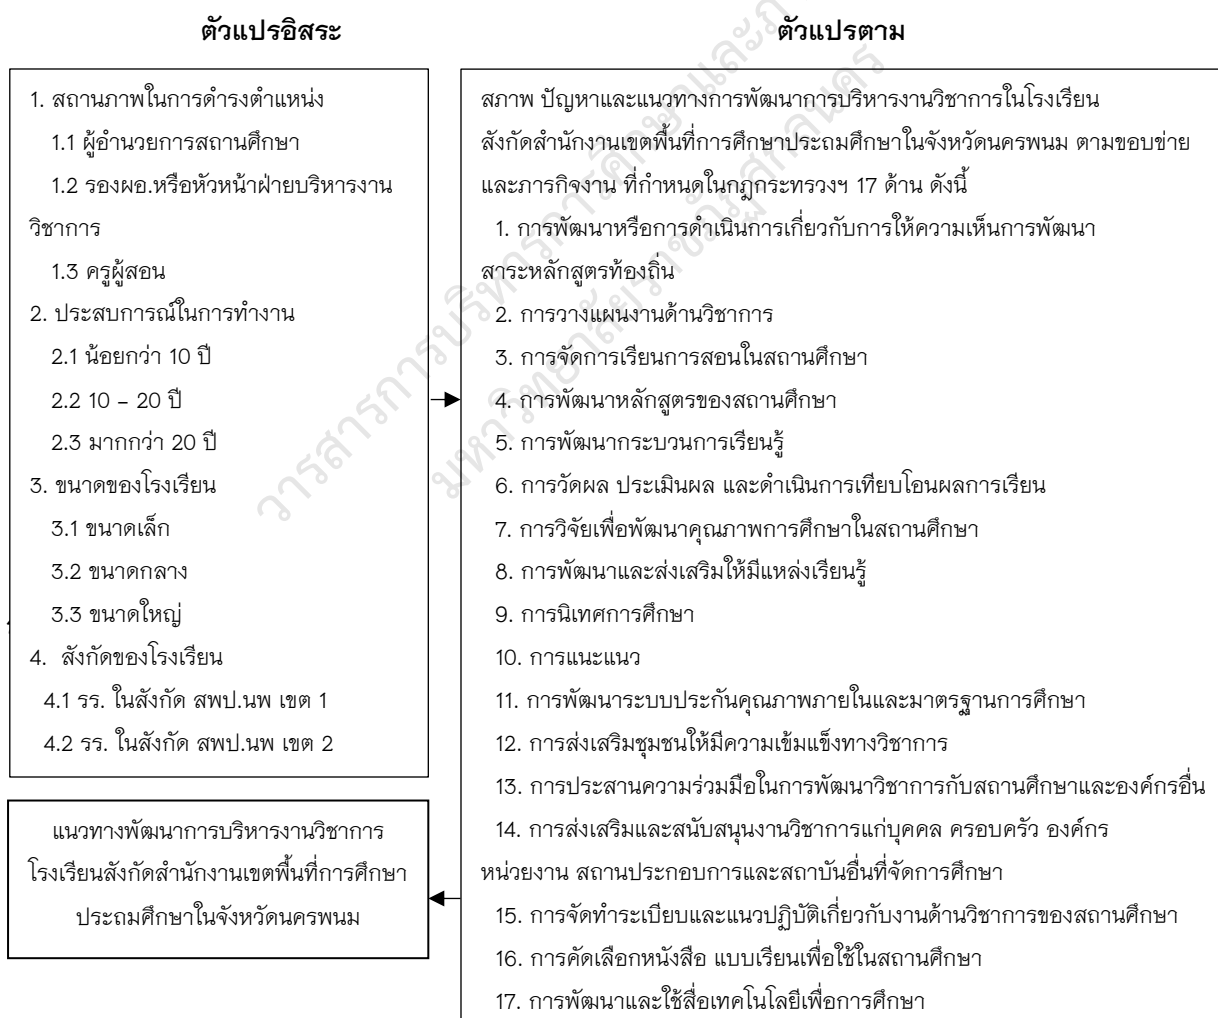 ตัวแปรอิสระ
1. สถานภาพในการดำรงตำแหน่ง
1.1 ผู้อำนวยการสถานศึกษา
1.2 รองผอ.หรือหัวหน้าฝ่ายบริหารงาน
วิชาการ
1.3 ครูผู้สอน
2. ประสบการณ์ในการทำงาน
2.1 น้อยกว่า 10 ปี
2.2 10 – 20 ปี
2.3 มากกว่า 20 ปี
3. ขนาดของโรงเรียน
3.1 ขนาดเล็ก
3.2 ขนาดกลาง
3.3 ขนาดใหญ่
4. สังกัดของโรงเรียน
4.1 รร. ในสังกัด สพป.นพ เขต 1
4.2 รร. ในสังกัด สพป.นพ เขต 2
ตัวแปรตาม
สภาพ ปัญหาและแนวทางการพัฒนาการบริหารงานวิชาการในโรงเรียน
สังกัดสำนักงานเขตพื้นที่การศึกษาประถมศึกษาในจังหวัดนครพนม ตามขอบข่าย
และภารกิจงาน ที่กำหนดในกฎกระทรวงฯ 17 ด้าน ดังนี้
1. การพัฒนาหรือการดำเนินการเกี่ยวกับการให้ความเห็นการพัฒนา
สาระหลักสูตรท้องถิ่น
2. การวางแผนงานด้านวิชาการ
3. การจัดการเรียนการสอนในสถานศึกษา
4. การพัฒนาหลักสูตรของสถานศึกษา
5. การพัฒนากระบวนการเรียนรู้
6. การวัดผล ประเมินผล และดำเนินการเทียบโอนผลการเรียน
7. การวิจัยเพื่อพัฒนาคุณภาพการศึกษาในสถานศึกษา
8. การพัฒนาและส่งเสริมให้มีแหล่งเรียนรู้
9. การนิเทศการศึกษา
10. การแนะแนว
11. การพัฒนาระบบประกันคุณภาพภายในและมาตรฐานการศึกษา
12. การส่งเสริมชุมชนให้มีความเข้มแข็งทางวิชาการ
13. การประสานความร่วมมือในการพัฒนาวิชาการกับสถานศึกษาและองค์กรอื่น
14. การส่งเสริมและสนับสนุนงานวิชาการแก่บุคคล ครอบครัว องค์กร
หน่วยงาน สถานประกอบการและสถาบันอื่นที่จัดการศึกษา
15. การจัดทำระเบียบและแนวปฏิบัติเกี่ยวกับงานด้านวิชาการของสถานศึกษา
16. การคัดเลือกหนังสือ แบบเรียนเพื่อใช้ในสถานศึกษา
17. การพัฒนาและใช้สื่อเทคโนโลยีเพื่อการศึกษา
แนวทางพัฒนาการบริหารงานวิชาการ
โรงเรียนสังกัดสำนักงานเขตพื้นที่การศึกษา
ประถมศึกษาในจังหวัดนครพนม
วารสารการบริหารการศึกษาและภ
มหาวิทยาลัยราชภัฏสกลนคร